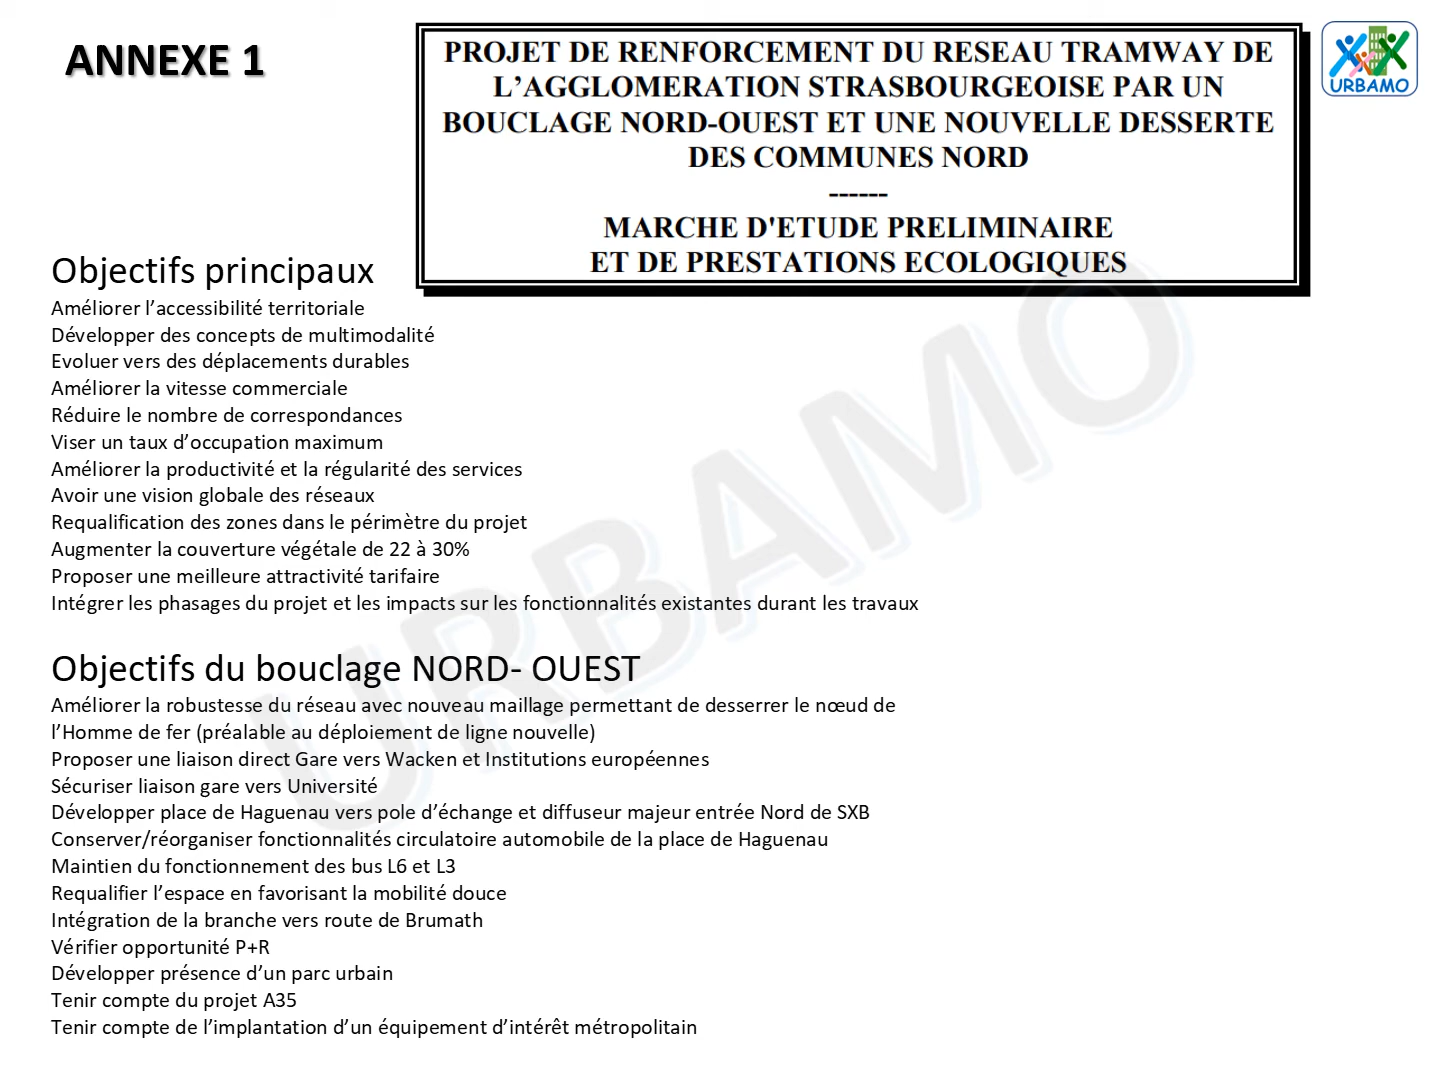 ANNEXE 1
PROJET DE RENFORCEMENT DU RESEAU TRAMWAY DE
L’AGGLOMERATION STRASBOURGEOISE PAR UN
BOUCLAGE NORD-OUEST ET UNE NOUVELLE DESSERTE
DES COMMUNES NORD
------
MARCHE D'ETUDE PRELIMINAIRE
ET DE PRESTATIONS ECOLOGIQUES
URBAMO
Objectifs principaux
Améliorer l’accessibilité territoriale
Développer des concepts de multimodalité
Evoluer vers des déplacements durables
Améliorer la vitesse commerciale
Réduire le nombre de correspondances
Viser un taux d’occupation maximum
Améliorer la productivité et la régularité des services
Avoir une vision globale des réseaux
Requalification des zones dans le périmètre du projet
Augmenter la couverture végétale de 22 à 30%
Proposer une meilleure attractivité tarifaire
Intégrer les phasages du projet et les impacts sur les fonctionnalités existantes durant les travaux
Objectifs du bouclage NORD- OUEST
Améliorer la robustesse du réseau avec nouveau maillage permettant de desserrer le nœud de
l’Homme de fer (préalable au déploiement de ligne nouvelle)
Proposer une liaison direct Gare vers Wacken et Institutions européennes
Sécuriser liaison gare vers Université
Développer place de Haguenau vers pole d’échange et diffuseur majeur entrée Nord de SXB
Conserver/réorganiser fonctionnalités circulatoire automobile de la place de Haguenau
Maintien du fonctionnement des bus L6 et L3
Requalifier l’espace en favorisant la mobilité douce
Intégration de la branche vers route de Brumath
Vérifier opportunité P+R
Développer présence d’un parc urbain
Tenir compte du projet A35
Tenir compte de l’implantation d’un équipement d’intérêt métropolitain
URBAMO